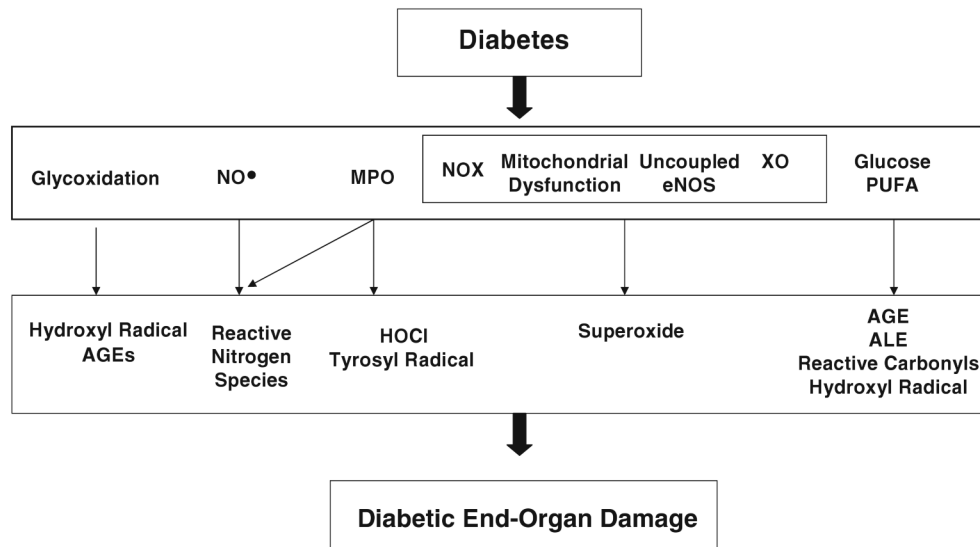 Diabetes
Glycoxidation
NO●
MPO
NOX
Mitochondrial
Dysfunction
Uncoupled
eNOS
XO
Glucose
PUFA
Hydroxyl Radical
AGEs
Reactive
Nitrogen
Species
HOCl
Tyrosyl Radical
Superoxide
AGE
ALE
Reactive Carbonyls
Hydroxyl Radical
Diabetic End-Organ Damage